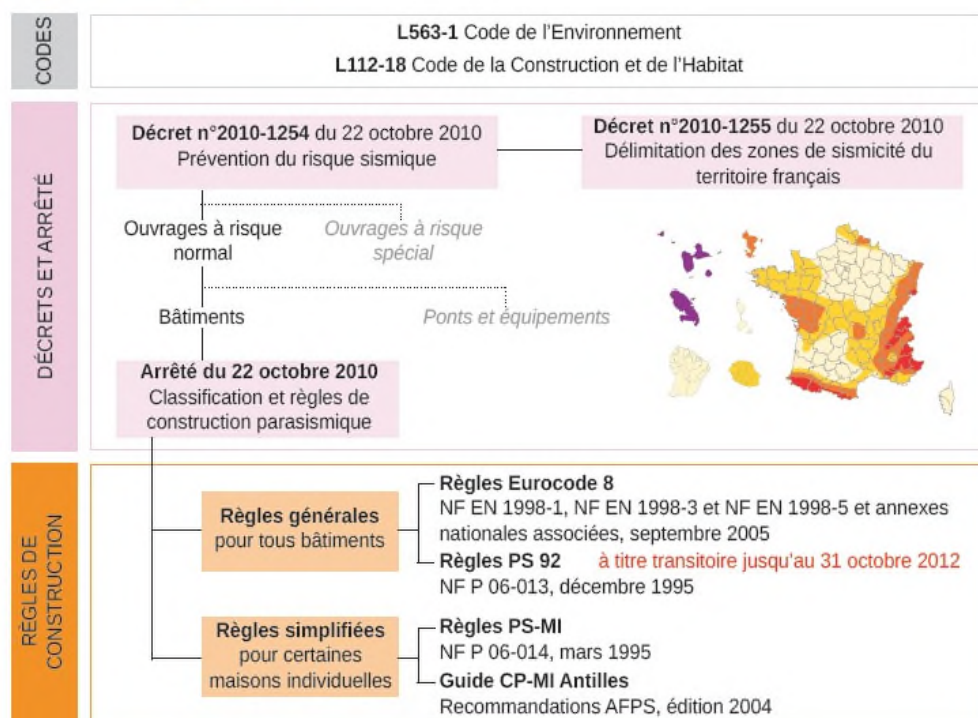 CODES
L563-1 Code de l'Environnement
L112-18 Code de la Construction et de l'Habitat
DÉCRETS ET ARRÊTÉ
Décret n°2010-1254 du 22 octobre 2010
Prévention du risque sismique
Décret n°2010-1255 du 22 octobre 2010
Délimitation des zones de sismicité du
territoire français
Ouvrages à risque
normal
Ouvrages à risque
spécial
Bâtiments
Ponts et équipements
Arrêté du 22 octobre 2010
Classification et règles de
construction parasismique
RÈGLES DE
CONSTRUCTION
Règles générales
pour tous bâtiments
Règles Eurocode 8
NF EN 1998-1, NF EN 1998-3 et NF EN 1998-5 et annexes
nationales associées, septembre 2005
Règles PS 92 à titre transitoire jusqu'au 31 octobre 2012
NF P 06-013, décembre 1995
Règles simplifiées
pour certaines
maisons individuelles
Règles PS-MI
NF P 06-014, mars 1995
Guide CP-MI Antilles
Recommandations AFPS, édition 2004